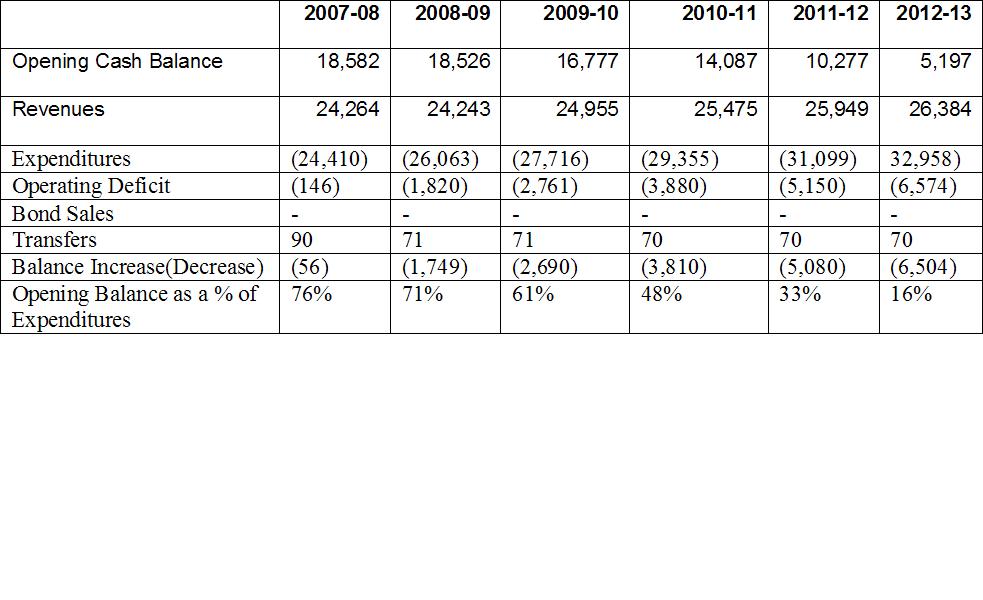 2007-08 2008-09 2009-10 2010-11 2011-12 2012-13
Opening Cash Balance 18,582 18,526 16,777 14,087 10,277 5,197
Revenues 24,264 24,243 24,955 25,475 25,949 26,384
Expenditures (24,410) (26,063) (27,716) (29,355) (31,099) 32,958)
Operating Deficit (146) (1,820) (2,761) (3,880) (5,150) (6,574)
Bond Sales - - - - - -
Transfers 90 71 71 70 70 70
Balance Increase(Decrease) (56) (1,749) (2,690) (3,810) (5,080) (6,504)
Opening Balance as a % of 76% 71% 61% 48% 33% 16%
Expenditures